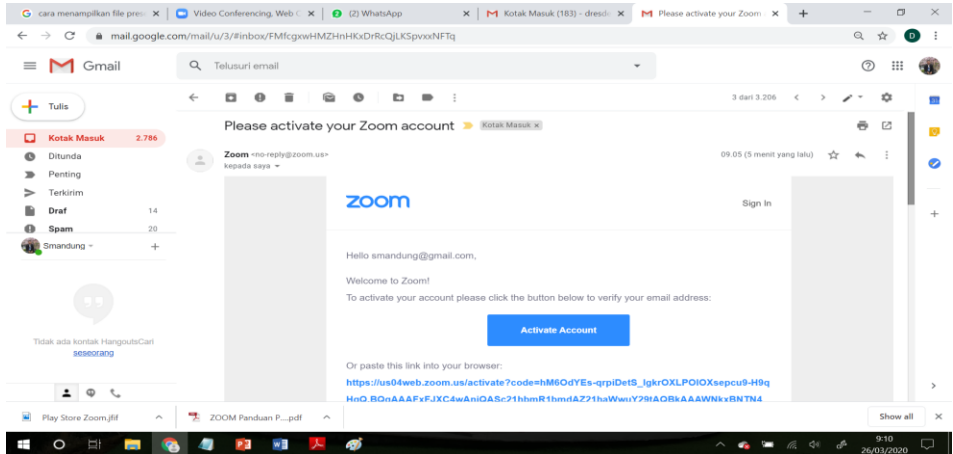 cara menampilkan file pres
Video Conferencing, Web C
(2) WhatsApp
Kotak Masuk (183) - dresde
Please activate your Zoom
mail.google.com/mail/u/3/#inbox/FMfcgxwHMZHnHKxDrRcQjLKSpvxxNFTq
D
Gmail
Telusuri email
Tulis
3 dari 3.206
Please activate your Zoom account
Kotak Masuk x
Kotak Masuk 2.786
Ditunda
Penting
Terkirim
Draf 14
Spam 20
Smandung
Zoom <no-reply@zoom.us>
09.05 (5 menit yang lalu)
kepada saya
zoom
Sign In
Hello smandung@gmail.com,
Welcome to Zoom!
To activate your account please click the button below to verify your email address:
Activate Account
Or paste this link into your browser:
https://us04web.zoom.us/activate?code=hM6OdYEs-qrpiDetS_IgkrOXLPOIOXsepcu9-H9q
Tidak ada kontak HangoutsCari
seseorang
Play Store Zoom.jfif
ZOOM Panduan P....pdf
Show all
9:10
26/03/2020